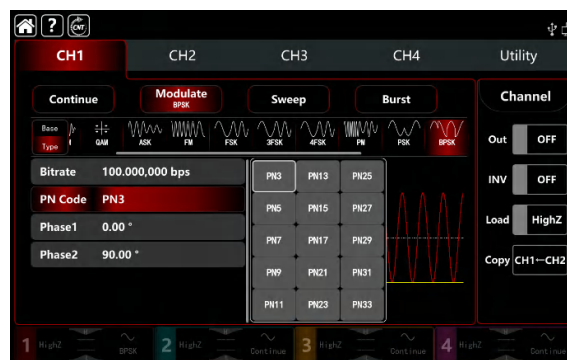 ? CNT
CH1 CH2 CH3 CH4 Utility
Continue Modulate Sweep Burst Channel
BPSK
Base
Type QAM ASK FM FSK 3FSK 4FSK PM PSK BPSK
Out OFF
Bitrate 100.000,000 bps
PN Code PN3
Phase1 0.00 °
Phase2 90.00 °
PN3 PN13 PN25
PN5 PN15 PN27
PN7 PN17 PN29
PN9 PN21 PN31
PN11 PN23 PN33
INV OFF
Load HighZ
Copy CH1←CH2
1 HighZ BPSK 2 HighZ Continue 3 HighZ Continue 4 HighZ Continue